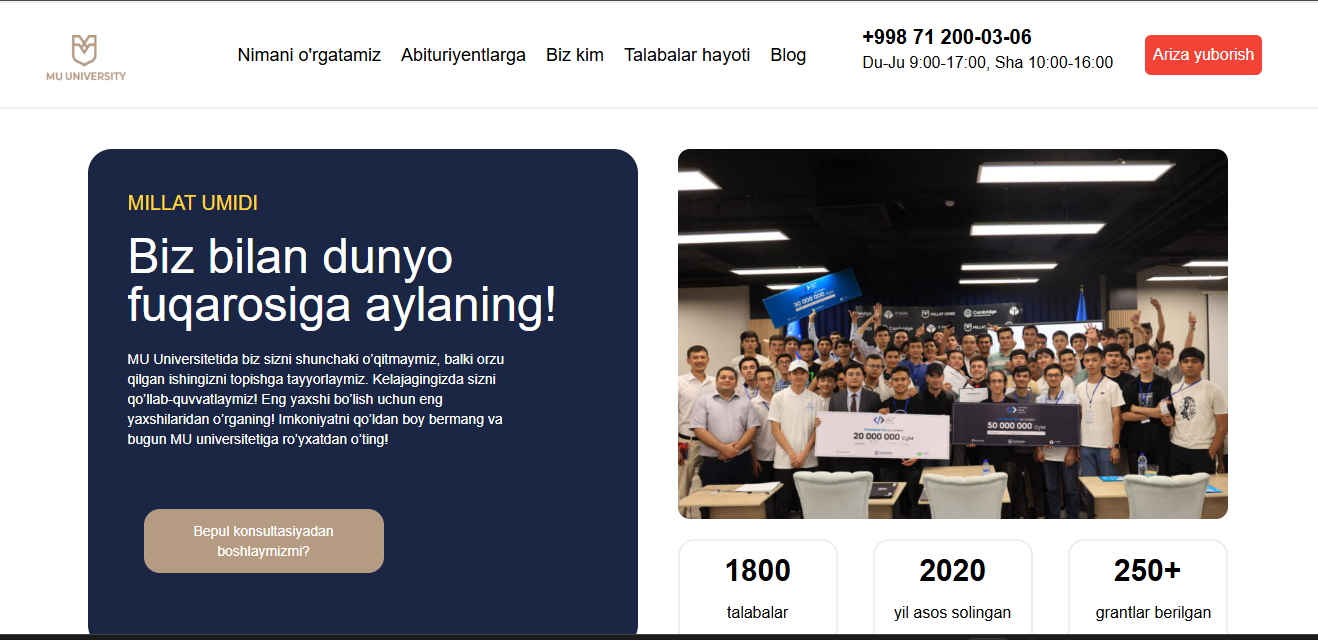 MU UNIVERSITY
Nimani o'rgatamiz Abituriyentlarga Biz kim Talabalar hayoti Blog
+998 71 200-03-06
Du-Ju 9:00-17:00, Sha 10:00-16:00
Ariza yuborish
MILLAT UMIDI
Biz bilan dunyo
fuqarosiga aylaning!
MU Universitetida biz sizni shunchaki o’qitmaymiz, balki orzu
qilgan ishingizni topishga tayyorlaymiz. Kelajagingizda sizni
qo’llab-quvvatlaymiz! Eng yaxshi bo’lish uchun eng
yaxshilaridan o’rganing! Imkoniyatni qo’ldan boy bermang va
bugun MU universitetiga ro’yxatdan o’ting!
Bepul konsultasiyadan
boshlaymizmi?
30 000 000 сум
MILLAT UMIDI
Cambridge
20 000 000 сум
50 000 000 сум
1800
talabalar
2020
yil asos solingan
250+
grantlar berilgan